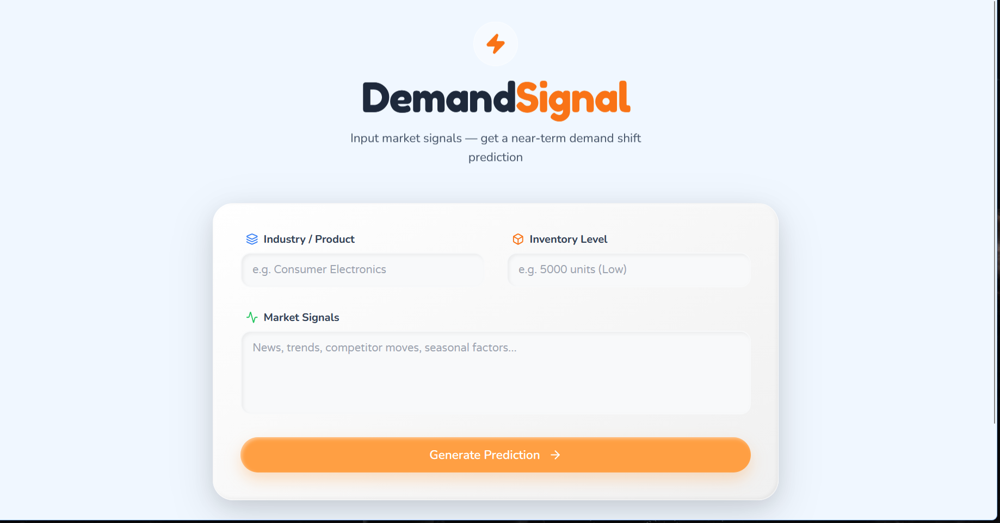 DemandSignal
Input market signals — get a near-term demand shift
prediction
Industry / Product
Inventory Level
e.g. Consumer Electronics
e.g. 5000 units (Low)
Market Signals
News, trends, competitor moves, seasonal factors...
Generate Prediction →